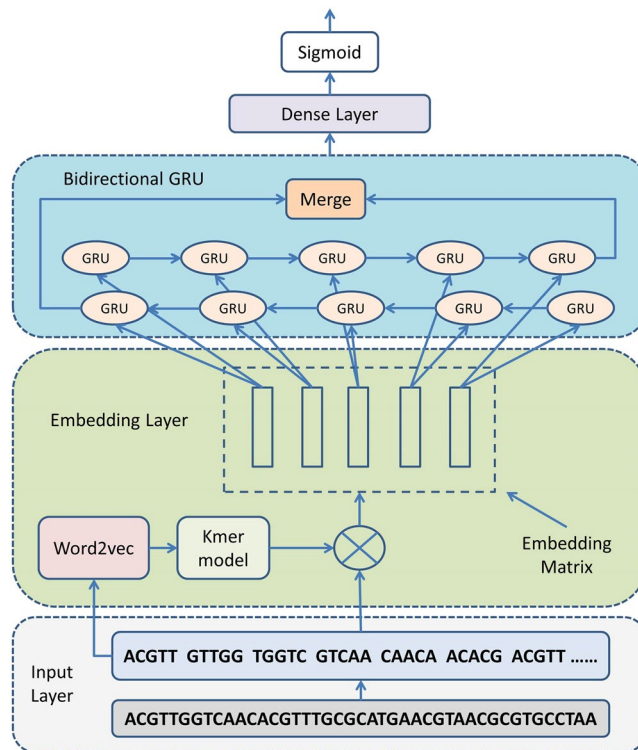 Sigmoid
Dense Layer
Bidirectional GRU
Merge
GRU GRU GRU GRU GRU
GRU GRU GRU GRU GRU
Embedding Layer
Word2vec
Kmer
model
Embedding
Matrix
Input
Layer
ACGTT GTTGG TGGTC GTCAA CAACA ACACG ACGTT ......
ACGTTGGTCAACACGTTTGCGCATGAACGTAACGCGTGCCTAA